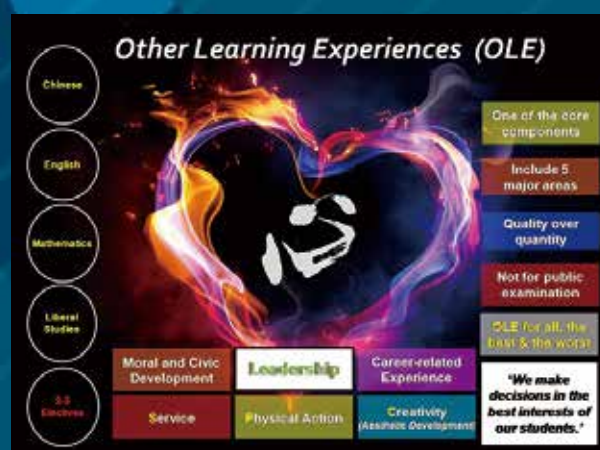 Other Learning Experiences (OLE)
Chinese
English
Mathematics
Liberal
Studies
2-3
Electives
One of the core
components
Include 5
major areas
Quality over
quantity
Not for public
examination
OLE for all, the
best & the worst
Moral and Civic
Development
Leadership
Career-related
Experience
Service
Physical Action
Creativity
(Aesthetic Development)
"We make
decisions in the
best interests of
our students."